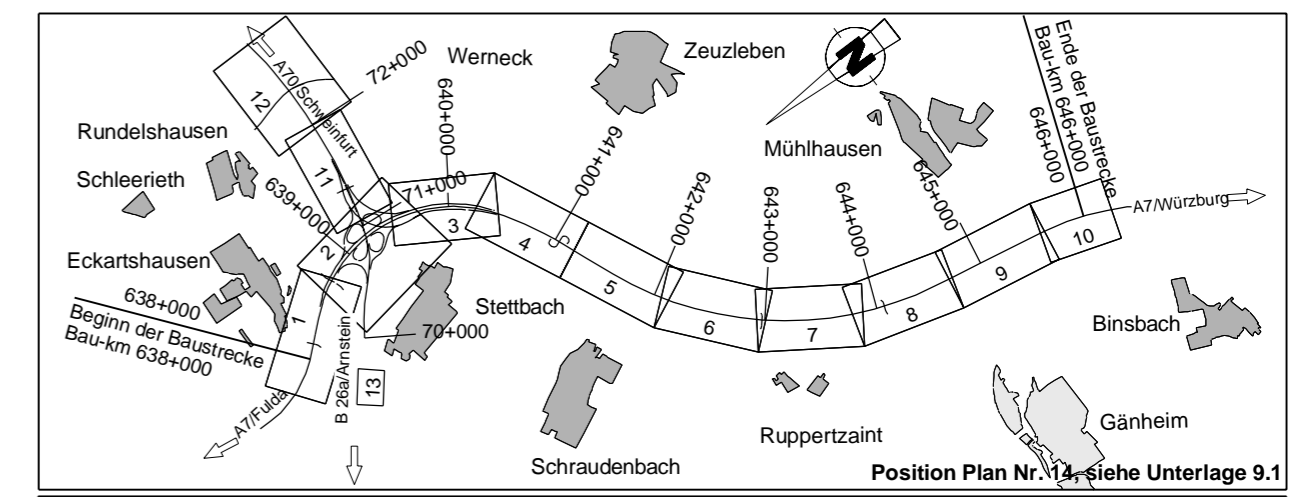 Werneck
Zeuzleben
72+000
A70/Schweinfurt
12
640+000
N
Ende der Baustrecke
Bau-km 646+000
646+000
Rundelshausen
Schleerieth
11
641+000
Mühlhausen
639+000
71+000
645+000
642+000
644+000
643+000
A7/Würzburg
2
3
4
10
Eckartshausen
9
638+000
Beginn der Baustrecke
Bau-km 638+000
1
5
Stettbach
6
7
8
Binsbach
70+000
B 26a/Arnstein
13
A7/Fulda
Ruppertzaint
Gänheim
Schraudenbach
Position Plan Nr. 14, siehe Unterlage 9.1